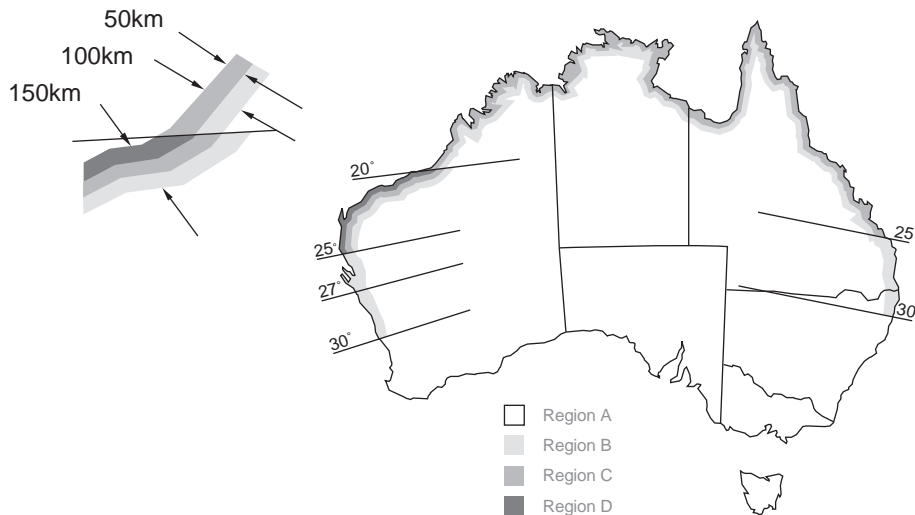 50km
100km
150km
20°
25°
27°
30°
25
30
Region A
Region B
Region C
Region D